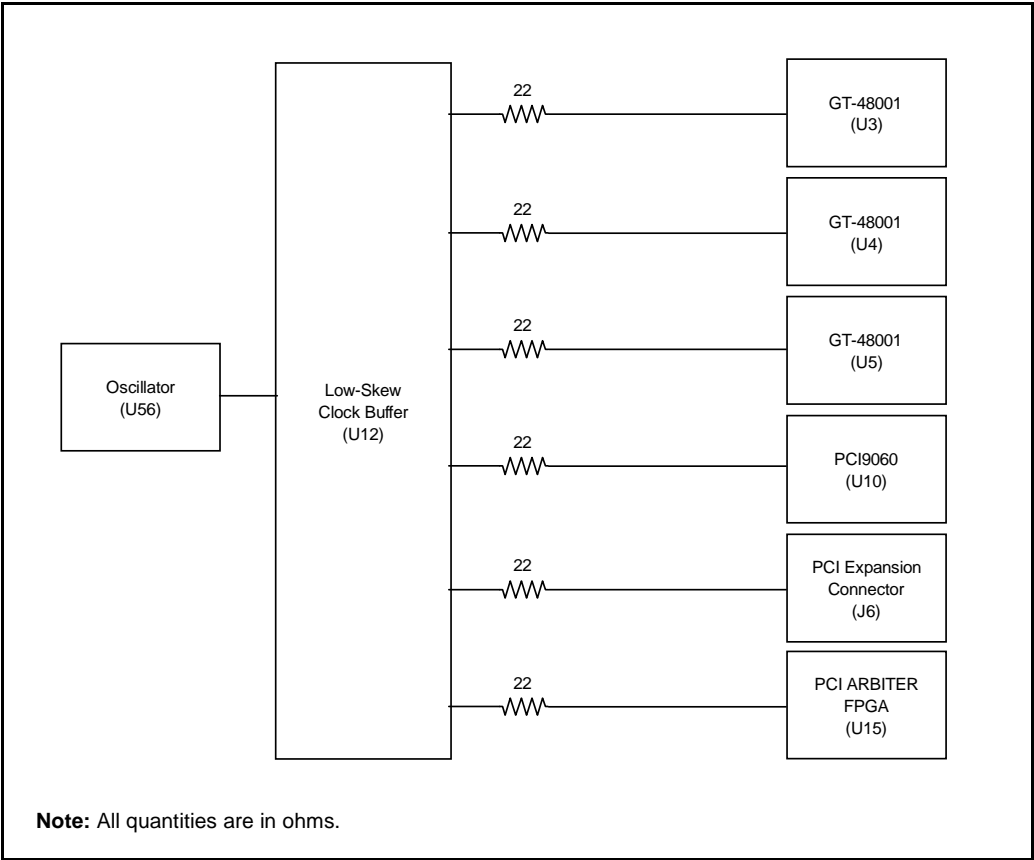 22
GT-48001
(U3)
22
GT-48001
(U4)
22
GT-48001
(U5)
Oscillator
(U56)
Low-Skew
Clock Buffer
(U12)
22
PCI9060
(U10)
22
PCI Expansion
Connector
(J6)
22
PCI ARBITER
FPGA
(U15)
Note: All quantities are in ohms.